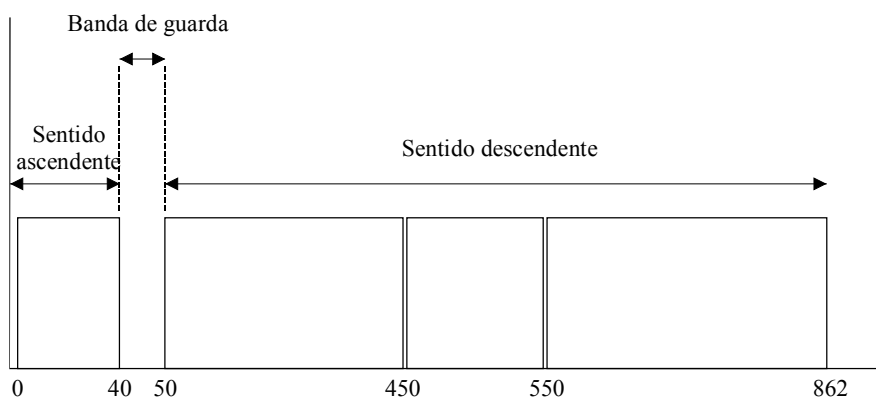 Banda de guarda
Sentido
ascendente
Sentido descendente
0 40 50 450 550 862